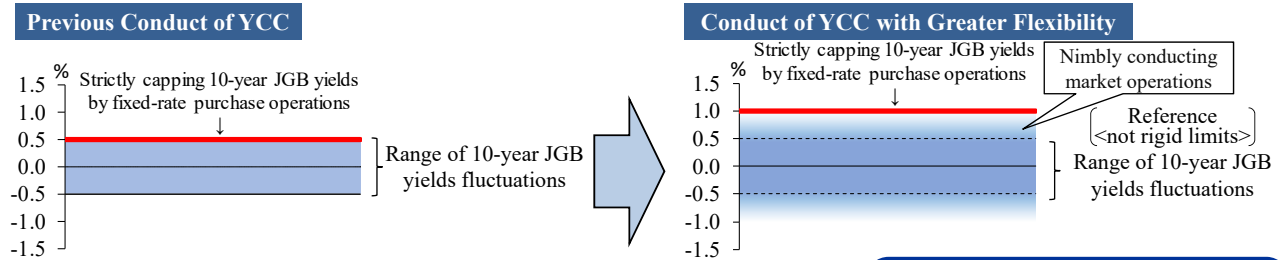 Previous Conduct of YCC
%
Strictly capping 10-year JGB yields
by fixed-rate purchase operations
↓
1.5
1.0
0.5
0.0
-0.5
-1.0
-1.5
Range of 10-year JGB
yields fluctuations
Conduct of YCC with Greater Flexibility
%
Strictly capping 10-year JGB yields
by fixed-rate purchase operations
↓
1.5
1.0
0.5
0.0
-0.5
-1.0
-1.5
Nimbly conducting
market operations
Reference
<not rigid limits>
Range of 10-year JGB
yields fluctuations